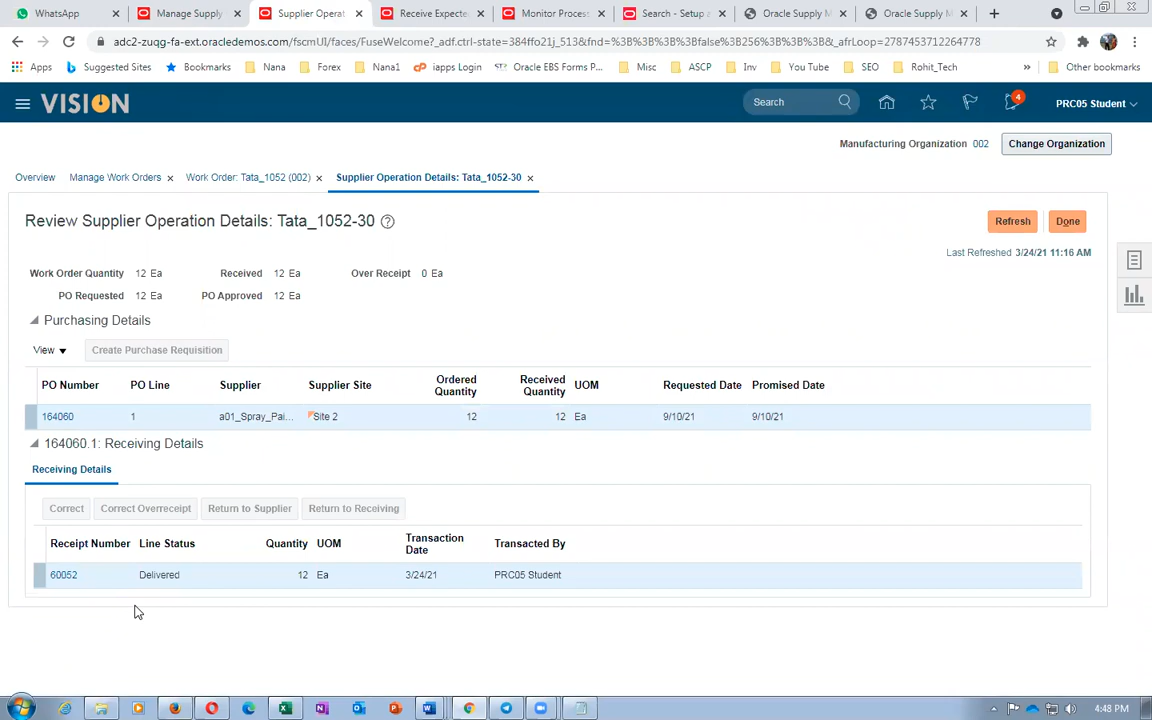 WhatsApp
Manage Supply
Supplier Operat
Receive Expecte
Monitor Process
Search - Setup a
Oracle Supply M
Oracle Supply M
adc2-zuqg-fa-ext.oracledemos.com/fscmUI/faces/FuseWelcome?_adf.ctrl-state=384ffo21j_513&fnd=%3B%3B%3B%3Bfalse%3B256%3B%3B%3B&_afrLoop=2787453712264778
Apps Suggested Sites Bookmarks Nana Forex Nana1 iapps Login Oracle EBS Forms P... Misc ASCP Inv You Tube SEO Rohit_Tech » Other bookmarks
VISION Search 4 PRC05 Student
Manufacturing Organization 002 Change Organization
Overview Manage Work Orders Work Order: Tata_1052 (002) Supplier Operation Details: Tata_1052-30
Review Supplier Operation Details: Tata_1052-30
Refresh Done
Last Refreshed 3/24/21 11:16 AM
Work Order Quantity 12 Ea Received 12 Ea Over Receipt 0 Ea
PO Requested 12 Ea PO Approved 12 Ea
Purchasing Details
View Create Purchase Requisition
PO Number PO Line Supplier Supplier Site Ordered Quantity Received Quantity UOM Requested Date Promised Date
164060 1 a01_Spray_Pai... Site 2 12 12 Ea 9/10/21 9/10/21
164060.1: Receiving Details
Receiving Details
Correct Correct Overreceipt Return to Supplier Return to Receiving
Receipt Number Line Status Quantity UOM Transaction Date Transacted By
60052 Delivered 12 Ea 3/24/21 PRC05 Student
4:48 PM